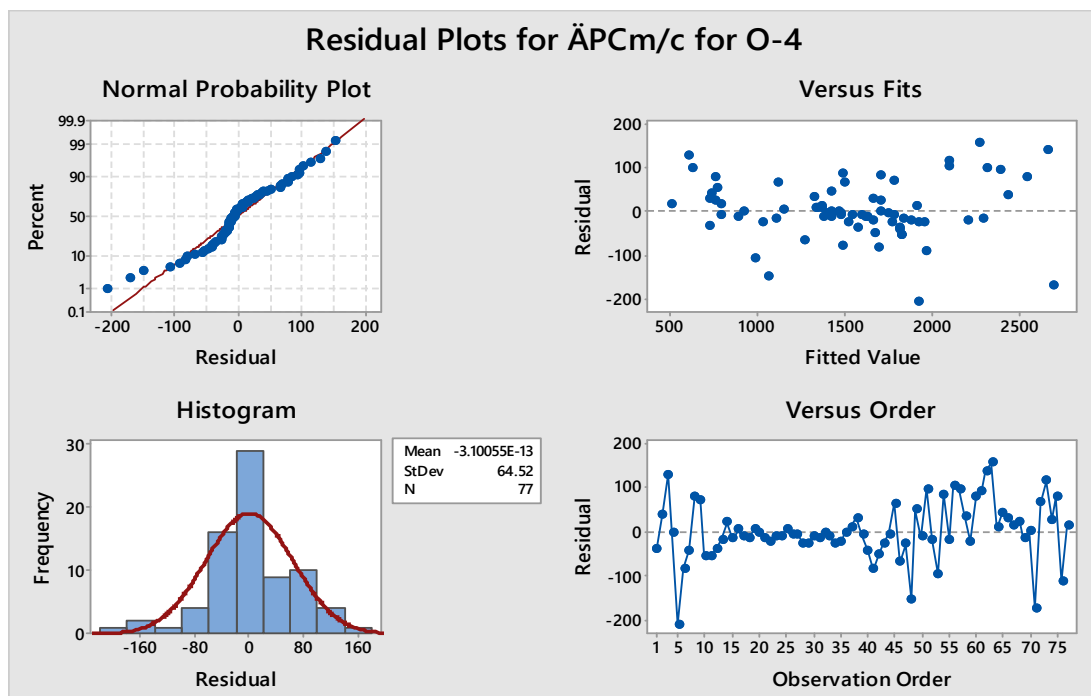 Residual Plots for ÄPCm/c for O-4
Normal Probability Plot
99.9
99
90
50
10
1
0.1
Percent
-200 -100 0 100 200
Residual
Versus Fits
200
100
0
-100
-200
Residual
500 1000 1500 2000 2500
Fitted Value
Histogram
30
20
10
0
Frequency
-160 -80 0 80 160
Residual
Mean -3.10055E-13
StDev 64.52
N 77
Versus Order
200
100
0
-100
-200
Residual
1 5 10 15 20 25 30 35 40 45 50 55 60 65 70 75
Observation Order